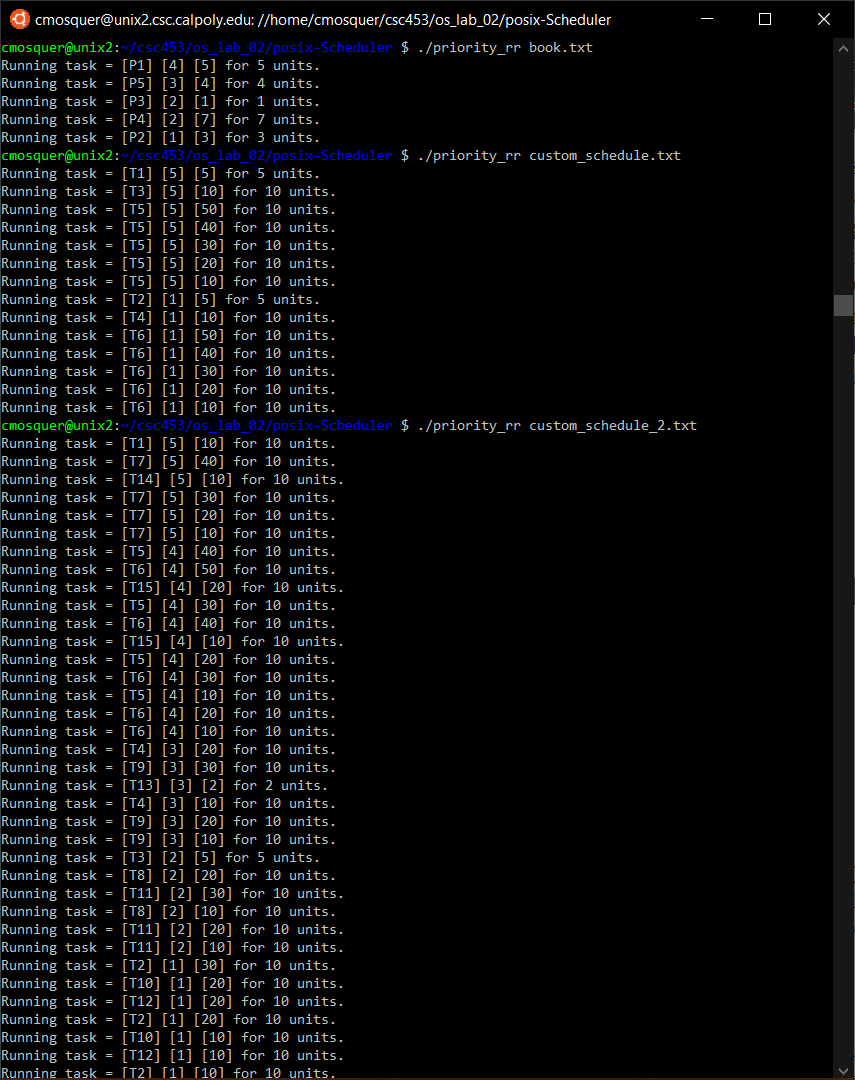 cmosquer@unix2.csc.calpoly.edu: //home/cmosquer/csc453/os_lab_02/posix-Scheduler
cmosquer@unix2:~/csc453/os_lab_02/posix-Scheduler $ ./priority_rr book.txt
Running task = [P1] [4] [5] for 5 units.
Running task = [P5] [3] [4] for 4 units.
Running task = [P3] [2] [1] for 1 units.
Running task = [P4] [2] [7] for 7 units.
Running task = [P2] [1] [3] for 3 units.
cmosquer@unix2:~/csc453/os_lab_02/posix-Scheduler $ ./priority_rr custom_schedule.txt
Running task = [T1] [5] [5] for 5 units.
Running task = [T3] [5] [10] for 10 units.
Running task = [T5] [5] [50] for 10 units.
Running task = [T5] [5] [40] for 10 units.
Running task = [T5] [5] [30] for 10 units.
Running task = [T5] [5] [20] for 10 units.
Running task = [T5] [5] [10] for 10 units.
Running task = [T2] [1] [5] for 5 units.
Running task = [T4] [1] [10] for 10 units.
Running task = [T6] [1] [50] for 10 units.
Running task = [T6] [1] [40] for 10 units.
Running task = [T6] [1] [30] for 10 units.
Running task = [T6] [1] [20] for 10 units.
Running task = [T6] [1] [10] for 10 units.
cmosquer@unix2:~/csc453/os_lab_02/posix-Scheduler $ ./priority_rr custom_schedule_2.txt
Running task = [T1] [5] [10] for 10 units.
Running task = [T7] [5] [40] for 10 units.
Running task = [T14] [5] [10] for 10 units.
Running task = [T7] [5] [30] for 10 units.
Running task = [T7] [5] [20] for 10 units.
Running task = [T7] [5] [10] for 10 units.
Running task = [T5] [4] [40] for 10 units.
Running task = [T6] [4] [50] for 10 units.
Running task = [T15] [4] [20] for 10 units.
Running task = [T5] [4] [30] for 10 units.
Running task = [T6] [4] [40] for 10 units.
Running task = [T15] [4] [10] for 10 units.
Running task = [T5] [4] [20] for 10 units.
Running task = [T6] [4] [30] for 10 units.
Running task = [T5] [4] [10] for 10 units.
Running task = [T6] [4] [20] for 10 units.
Running task = [T6] [4] [10] for 10 units.
Running task = [T4] [3] [20] for 10 units.
Running task = [T9] [3] [30] for 10 units.
Running task = [T13] [3] [2] for 2 units.
Running task = [T4] [3] [10] for 10 units.
Running task = [T9] [3] [20] for 10 units.
Running task = [T9] [3] [10] for 10 units.
Running task = [T3] [2] [5] for 5 units.
Running task = [T8] [2] [20] for 10 units.
Running task = [T11] [2] [30] for 10 units.
Running task = [T8] [2] [10] for 10 units.
Running task = [T11] [2] [20] for 10 units.
Running task = [T11] [2] [10] for 10 units.
Running task = [T2] [1] [30] for 10 units.
Running task = [T10] [1] [20] for 10 units.
Running task = [T12] [1] [20] for 10 units.
Running task = [T2] [1] [20] for 10 units.
Running task = [T10] [1] [10] for 10 units.
Running task = [T12] [1] [10] for 10 units.
Running task = [T2] [1] [10] for 10 units.